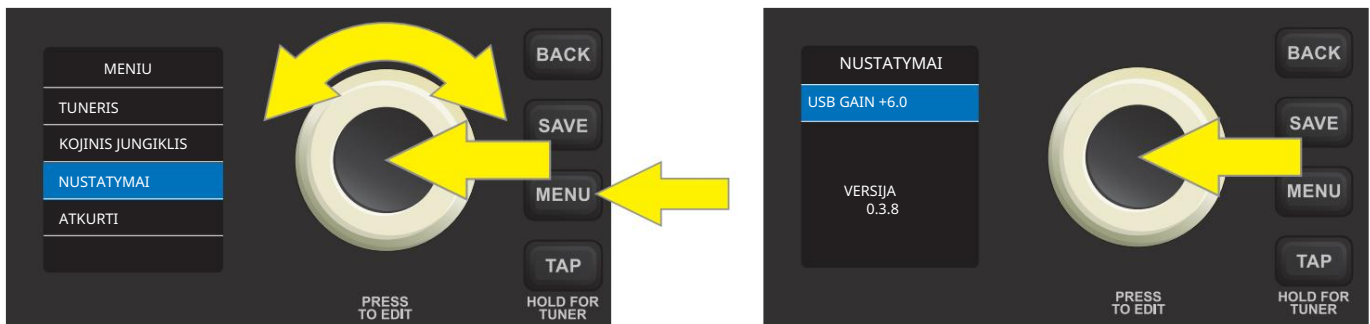 MENIU
TUNERIS
KOJINIS JUNGIKLIS
NUSTATYMAI
ATKURTI
BACK
SAVE
MENU
TAP
PRESS
TO EDIT
HOLD FOR
TUNER
NUSTATYMAI
USB GAIN +6.0
VERSIJA
0.3.8
BACK
SAVE
MENU
TAP
PRESS
TO EDIT
HOLD FOR
TUNER